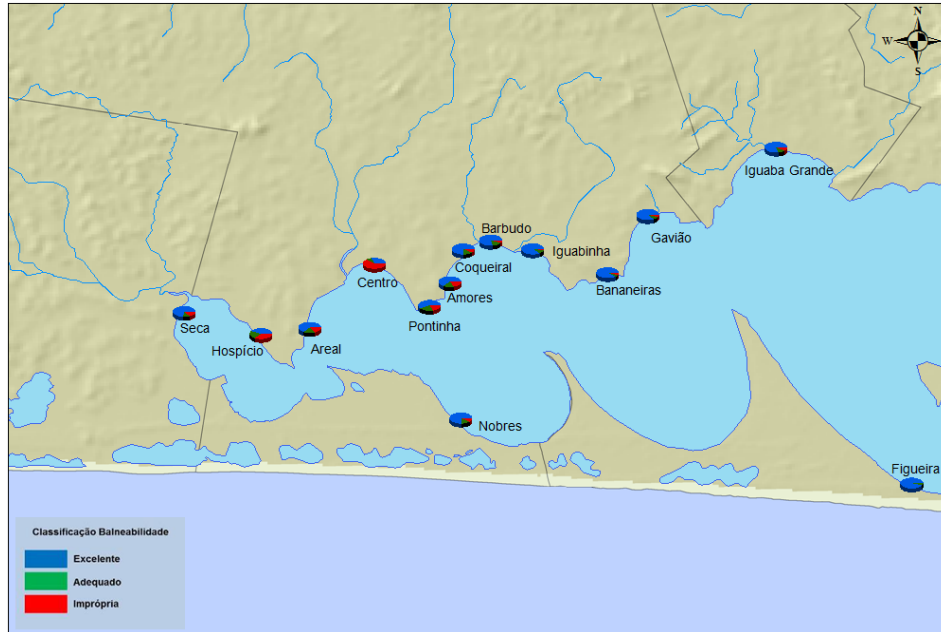 N
W
S
Iguaba Grande
Gavião
Barbudo
Iguabinha
Coqueiral
Centro
Bananeiras
Amores
Pontinha
Seca
Hospício
Areal
Nobres
Figueira
Classificação Balneabilidade
Excelente
Adequado
Imprópria